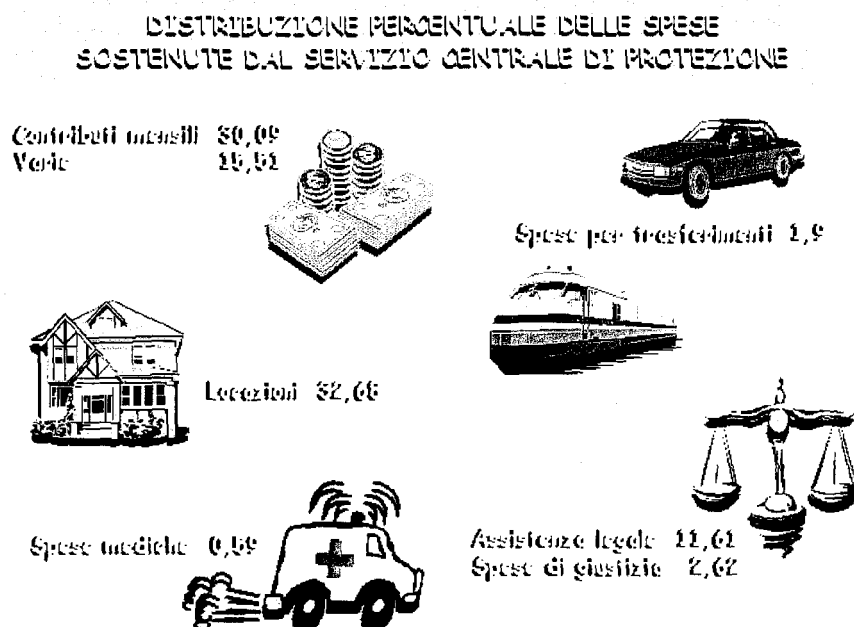 DISTRIBUZIONE PERCENTUALE DELLE SPESE
SOSTENUTE DAL SERVIZIO CENTRALE DI PROTEZIONE
Contributi mensili 30,09
Varie 15,51
Spese per trasferimenti 1,9
Locazioni 32,68
Spese mediche 0,59
Assistenza legale 11,61
Spese di giustizia 2,62